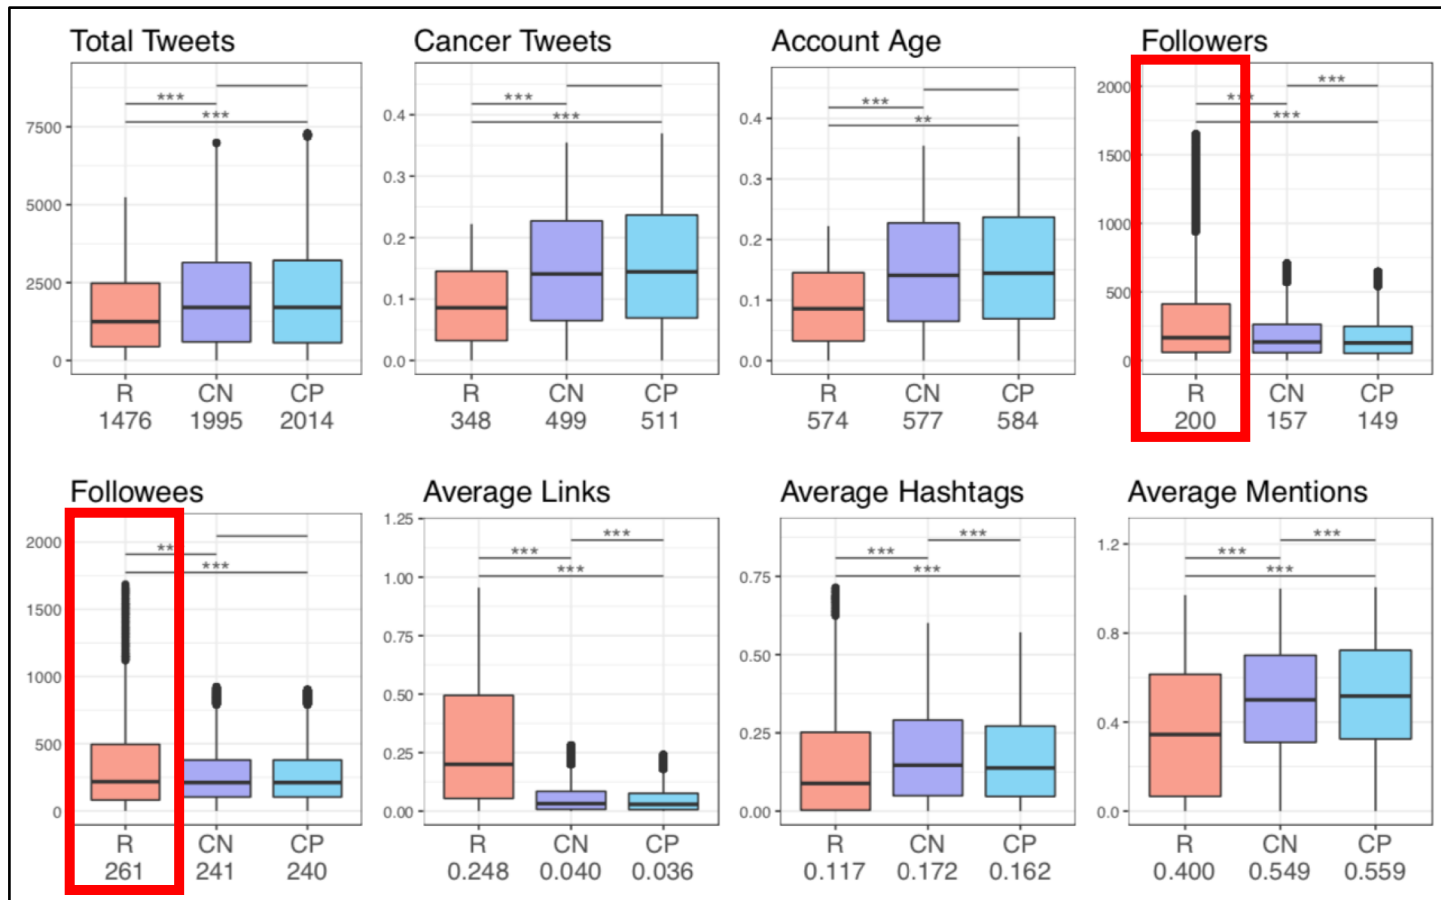 Total Tweets
Cancer Tweets
Account Age
Followers
*** ***
7500
5000
2500
0
R CN CP
1476 1995 2014
*** ***
0.4
0.3
0.2
0.1
0.0
R CN CP
348 499 511
*** **
0.4
0.3
0.2
0.1
0.0
R CN CP
574 577 584
*** *** ***
2000
1500
1000
500
0
R CN CP
200 157 149
Followees
Average Links
Average Hashtags
Average Mentions
** ***
2000
1500
1000
500
0
R CN CP
261 241 240
*** *** ***
1.25
1.00
0.75
0.50
0.25
0.00
R CN CP
0.248 0.040 0.036
*** *** ***
0.75
0.50
0.25
0.00
R CN CP
0.117 0.172 0.162
*** *** ***
1.2
0.8
0.4
0.0
R CN CP
0.400 0.549 0.559